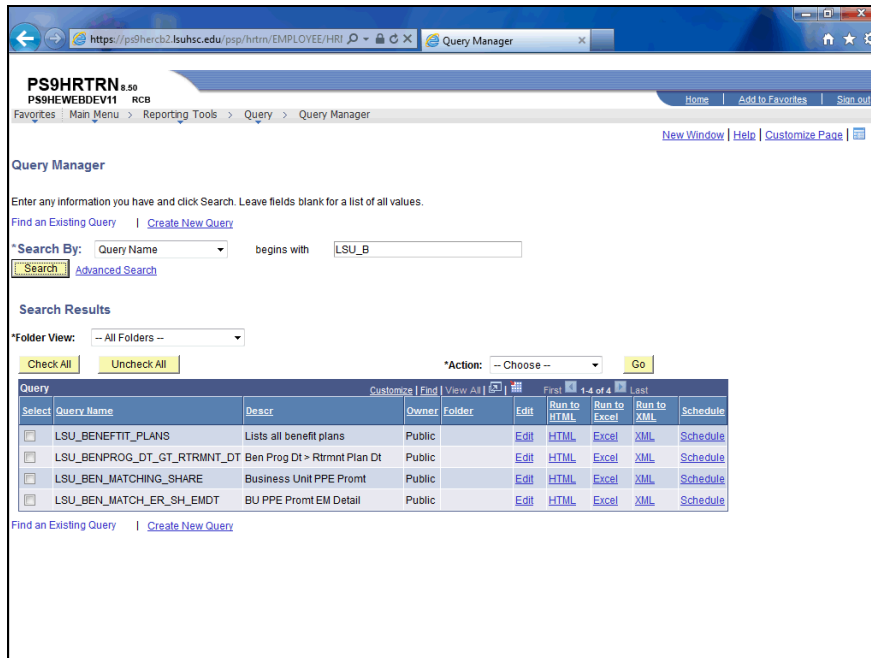 https://ps9hercb2.lsuhsc.edu/psp/hrtrn/EMPLOYEE/HRI
Query Manager
PS9HRTRN 8.50
PS9HEWEBDEV11 RCB
Home | Add to Favorites | Sign out
Favorites Main Menu > Reporting Tools > Query > Query Manager
New Window | Help | Customize Page |
Query Manager
Enter any information you have and click Search. Leave fields blank for a list of all values.
Find an Existing Query | Create New Query
*Search By: Query Name begins with LSU_B
Search Advanced Search
Search Results
*Folder View: -- All Folders --
Check All Uncheck All *Action: -- Choose -- Go
Query Customize | Find | View All | First 1-4 of 4 Last
Select Query Name Descr Owner Folder Edit Run to HTML Run to Excel Run to XML Schedule
LSU_BENEFTIT_PLANS Lists all benefit plans Public Edit HTML Excel XML Schedule
LSU_BENPROG_DT_GT_RTRMNT_DT Ben Prog Dt > Rtrmnt Plan Dt Public Edit HTML Excel XML Schedule
LSU_BEN_MATCHING_SHARE Business Unit PPE Promt Public Edit HTML Excel XML Schedule
LSU_BEN_MATCH_ER_SH_EMDT BU PPE Promt EM Detail Public Edit HTML Excel XML Schedule
Find an Existing Query | Create New Query